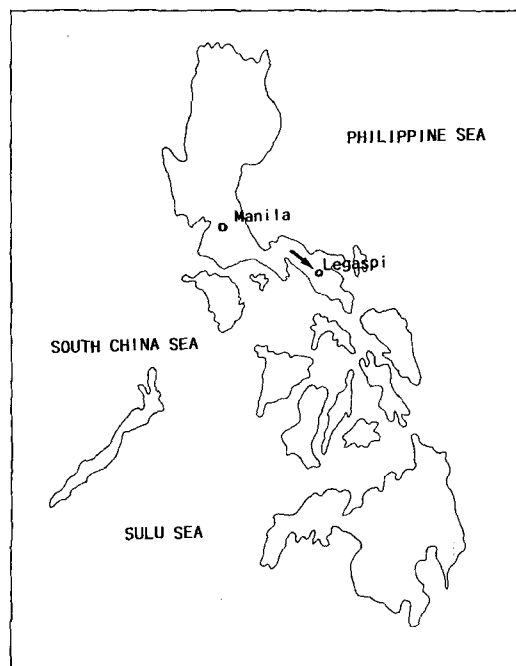 PHILIPPINE SEA
Manila
Legaspi
SOUTH CHINA SEA
SULU SEA